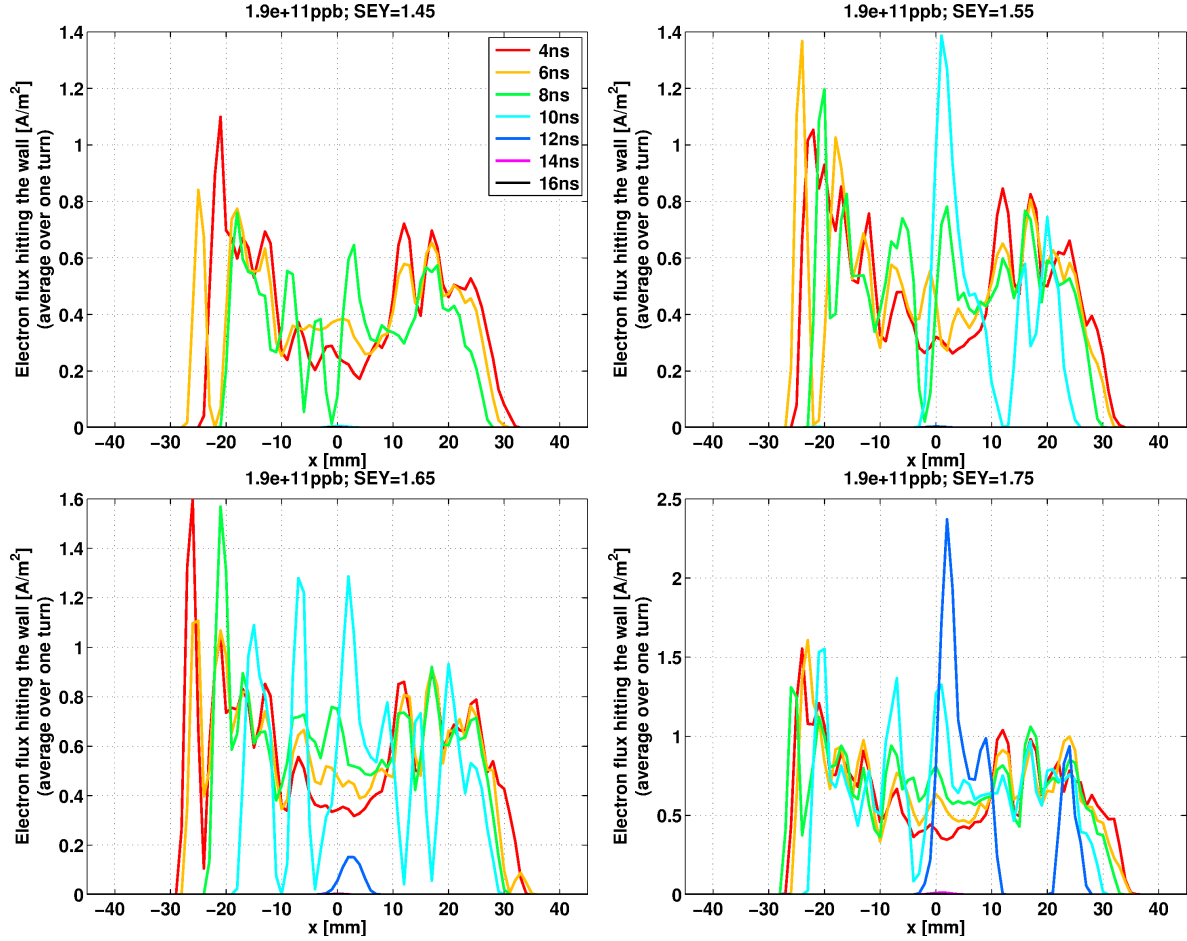 1.9e+11ppb; SEY=1.45
Electron flux hitting the wall [A/m²]
(average over one turn)
1.4
1.2
1
0.8
0.6
0.4
0.2
0
−40 −30 −20 −10 0 10 20 30 40
x [mm]
4ns
6ns
8ns
10ns
12ns
14ns
16ns
1.9e+11ppb; SEY=1.55
Electron flux hitting the wall [A/m²]
(average over one turn)
1.4
1.2
1
0.8
0.6
0.4
0.2
0
−40 −30 −20 −10 0 10 20 30 40
x [mm]
1.9e+11ppb; SEY=1.65
Electron flux hitting the wall [A/m²]
(average over one turn)
1.6
1.4
1.2
1
0.8
0.6
0.4
0.2
0
−40 −30 −20 −10 0 10 20 30 40
x [mm]
1.9e+11ppb; SEY=1.75
Electron flux hitting the wall [A/m²]
(average over one turn)
2.5
2
1.5
1
0.5
0
−40 −30 −20 −10 0 10 20 30 40
x [mm]